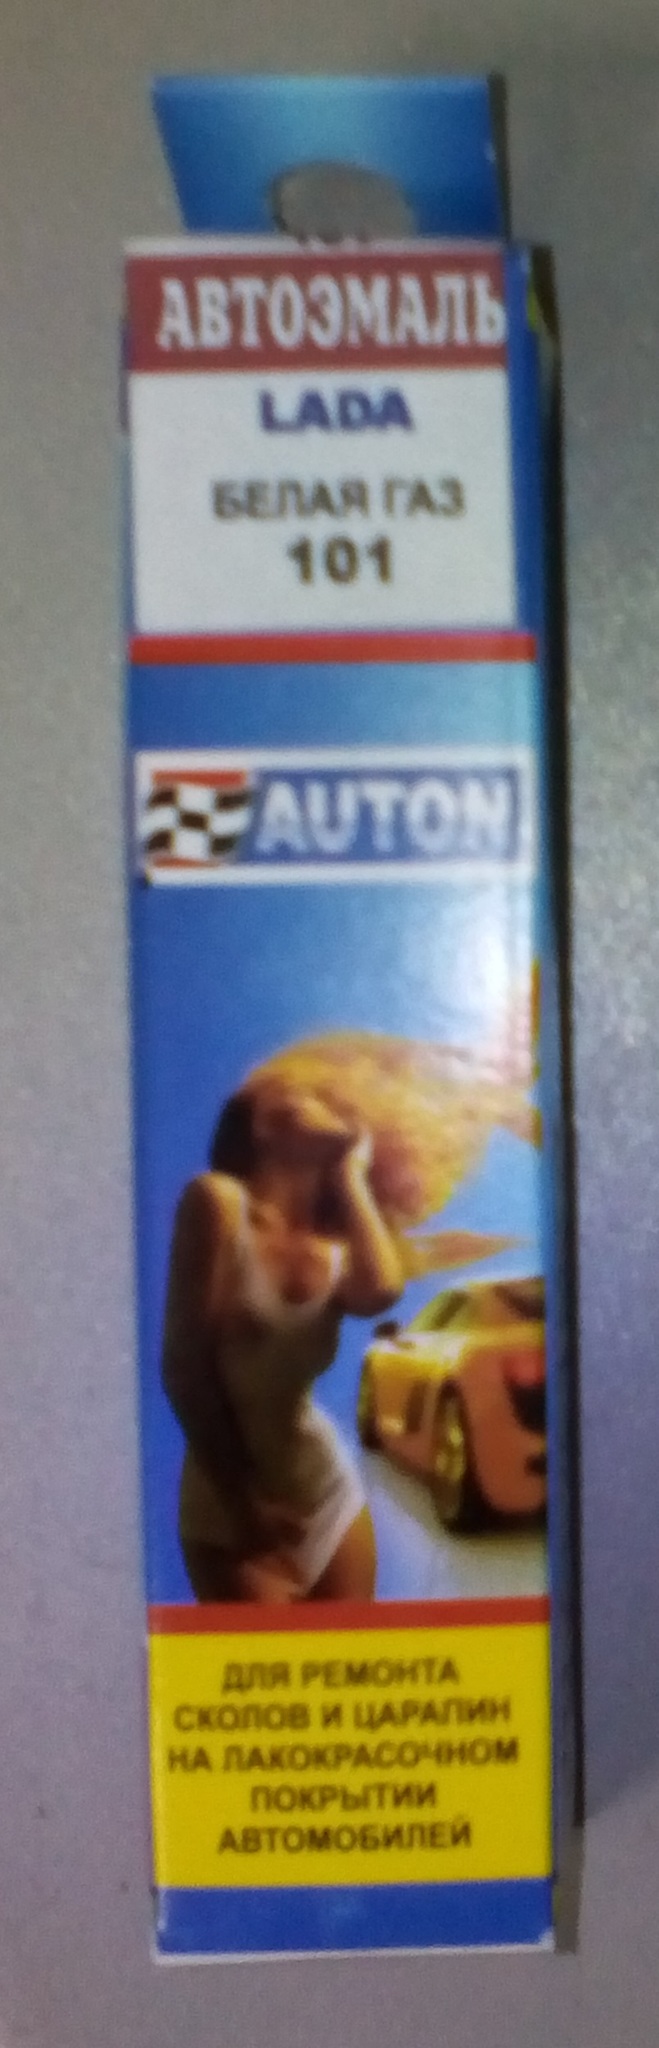 АВТОЭМАЛЬ
LADA
БЕЛАЯ ГАЗ
101
AUTON
ДЛЯ РЕМОНТА
СКОЛОВ И ЦАРАПИН
НА ЛАКОКРАСОЧНОМ
ПОКРЫТИИ
АВТОМОБИЛЕЙ